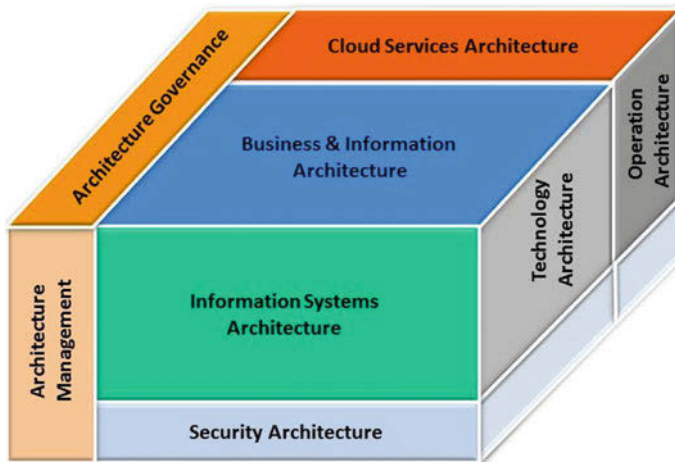 Cloud Services Architecture
Architecture Governance
Business & Information
Architecture
Operation
Architecture
Technology
Architecture
Information Systems
Architecture
Architecture
Management
Security Architecture